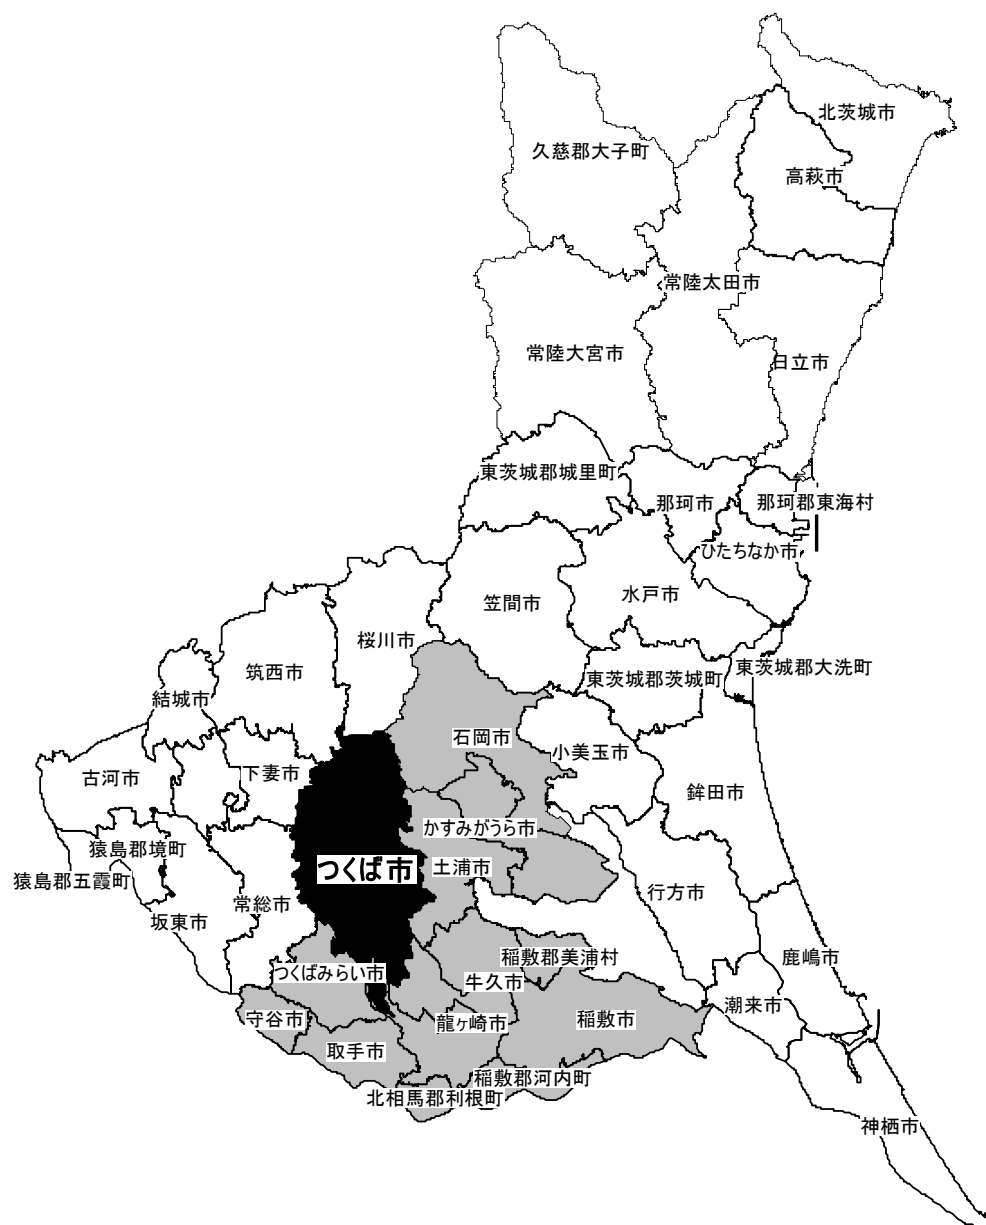 北茨城市
久慈郡大子町
高萩市
常陸太田市
常陸大宮市
日立市
東茨城郡城里町
那珂市
那珂郡東海村
ひたちなか市
水戸市
笠間市
桜川市
東茨城郡大洗町
筑西市
東茨城郡茨城町
結城市
石岡市
小美玉市
下妻市
古河市
鉾田市
かすみがうら市
猿島郡境町
つくば市
土浦市
猿島郡五霞町
行方市
常総市
坂東市
稲敷郡美浦村
鹿嶋市
つくばみらい市
牛久市
潮来市
守谷市
龍ヶ崎市
稲敷市
取手市
稲敷郡河内町
北相馬郡利根町
神栖市